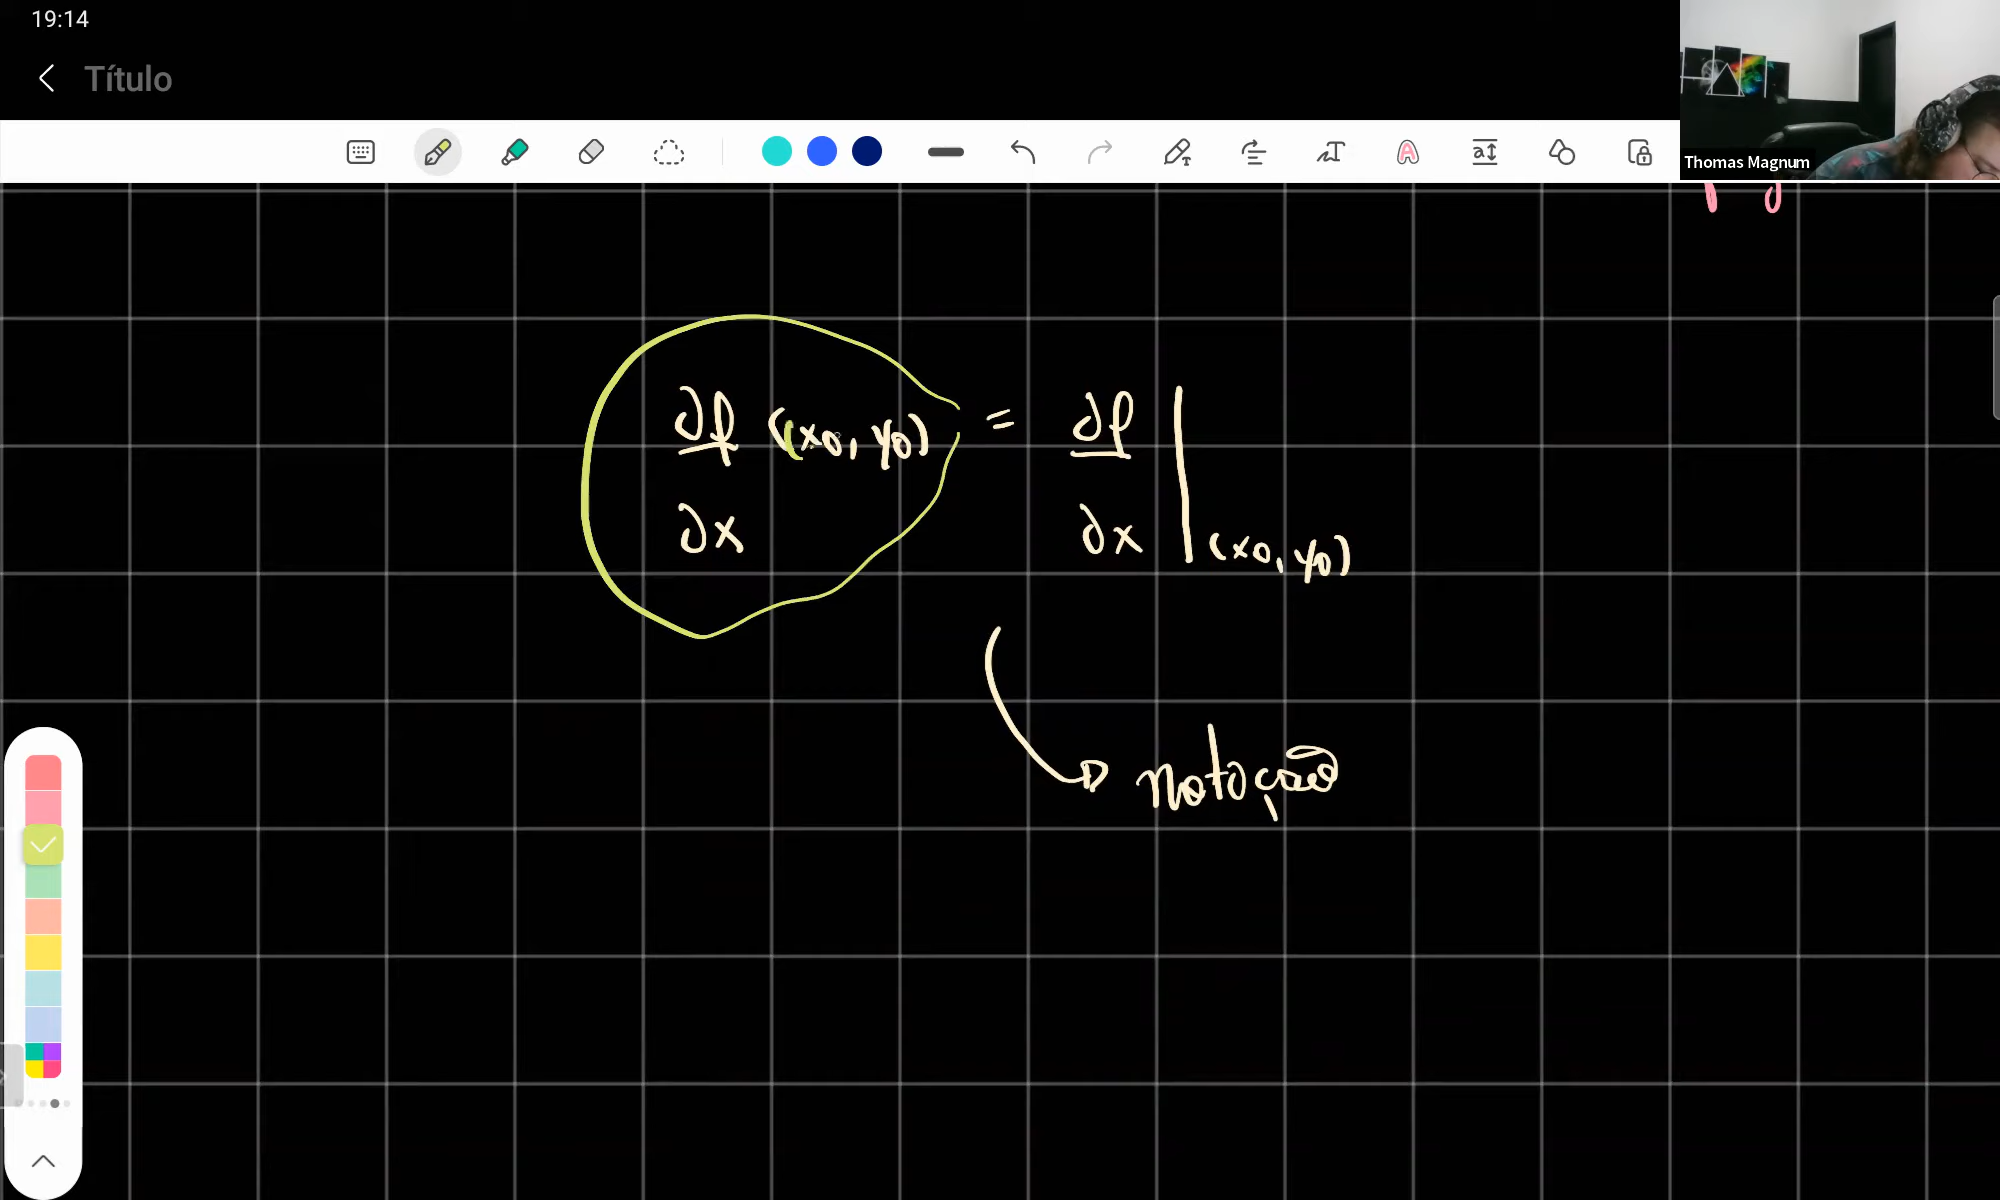 19:14
Título
Thomas Magnum
∂f (x0, y0) = ∂f |
∂x ∂x (x0, y0)
notação